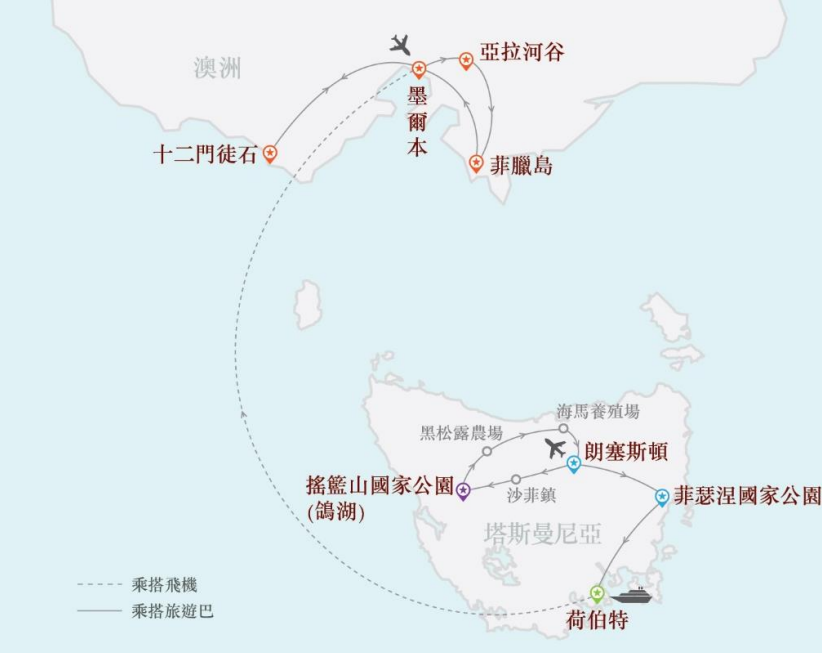 澳洲
亞拉河谷
墨爾本
十二門徒石
菲臘島
海馬養殖場
黑松露農場
朗塞斯頓
搖籃山國家公園
(鴿湖)
沙菲鎮
菲瑟涅國家公園
塔斯曼尼亞
乘搭飛機
乘搭旅遊巴
荷伯特